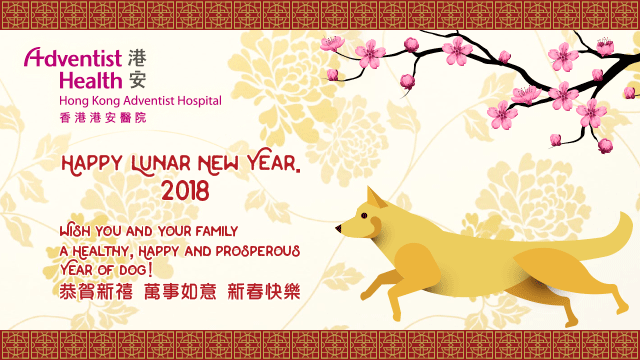 Adventist 港
Health 安
Hong Kong Adventist Hospital
香港港安醫院
HAPPY LUNAR NEW YEAR.
2018
WISH YOU AND YOUR FAMILY
A HEALTHY, HAPPY AND PROSPEROUS
YEAR OF DOG!
恭賀新禧 萬事如意 新春快樂